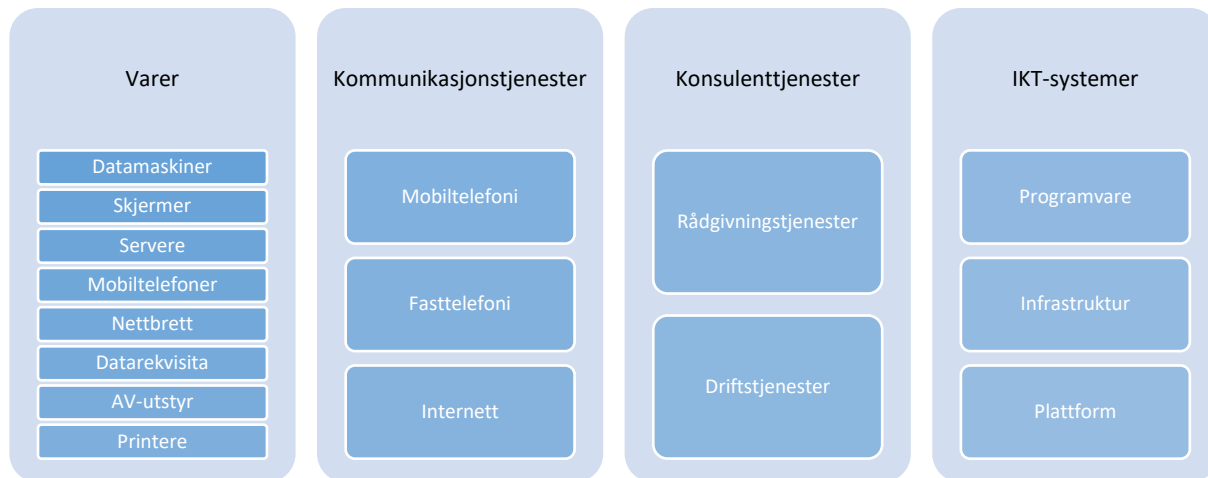 Varer
Datamaskiner
Skjermer
Servere
Mobiltelefoner
Nettbrett
Datarekvisita
AV-utstyr
Printere
Kommunikasjonstjenester
Mobiltelefoni
Fasttelefoni
Internett
Konsulenttjenester
Rådgivningstjenester
Driftstjenester
IKT-systemer
Programvare
Infrastruktur
Plattform